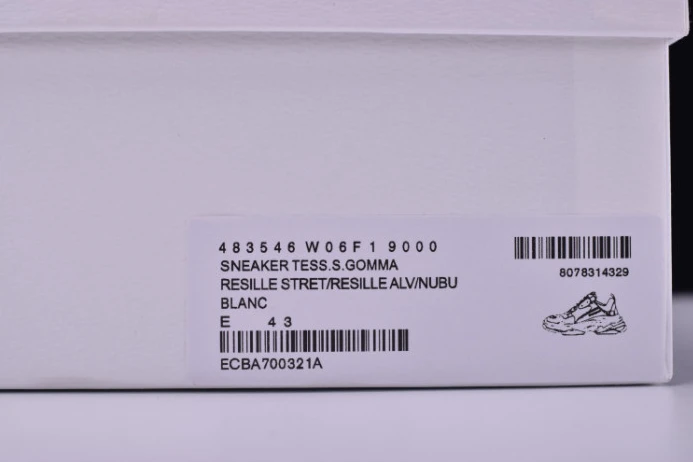 483546 W06F1 9000
SNEAKER TESS.S.GOMMA
RESILLE STRET/RESILLE ALV/NUBU
BLANC
E 43
ECBA700321A
8078314329